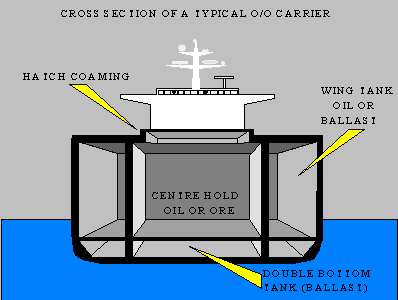 CROSS SECTION OF A TYPICAL O/O CARRIER
HATCH COAMING
WING TANK
OIL OR
BALLAST
CENTRE HOLD
OIL OR ORE
DOUBLE BOTTOM
TANK (BALLAST)